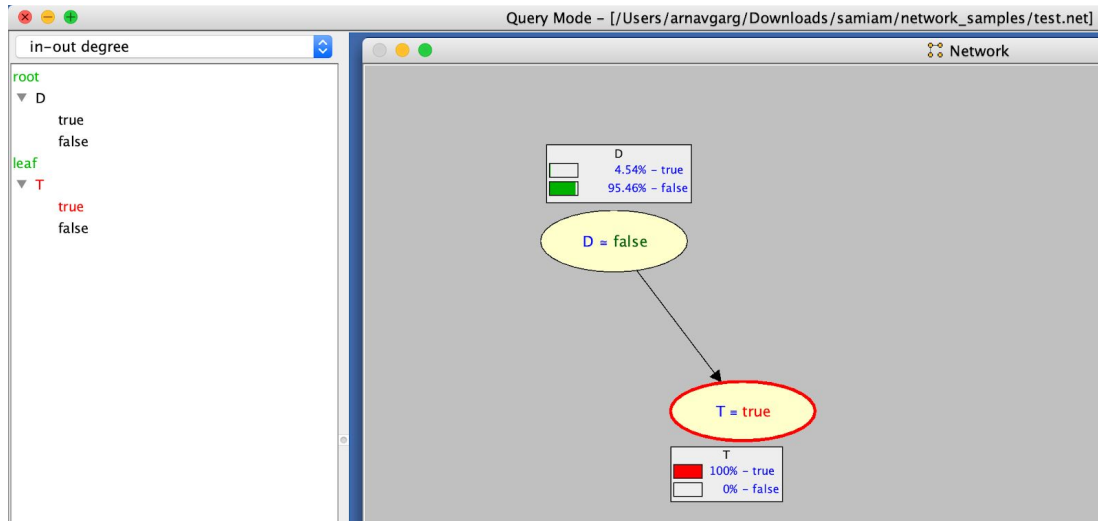 Query Mode – [/Users/arnavgarg/Downloads/samiam/network_samples/test.net]
in-out degree
Network
root
D
true
false
leaf
T
true
false
D
4.54% – true
95.46% – false
D ≃ false
T = true
T
100% – true
0% – false